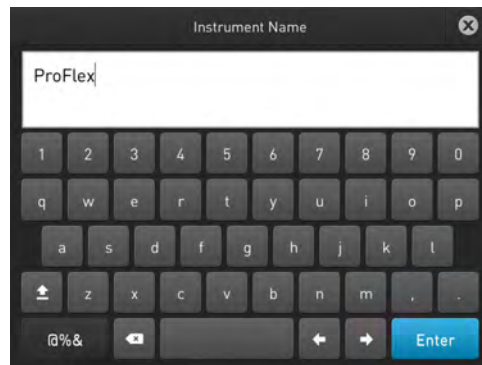 Instrument Name
ProFlex
1 2 3 4 5 6 7 8 9 0
q w e r t y u i o p
a s d f g h j k l
z x c v b n m , .
@%& Enter